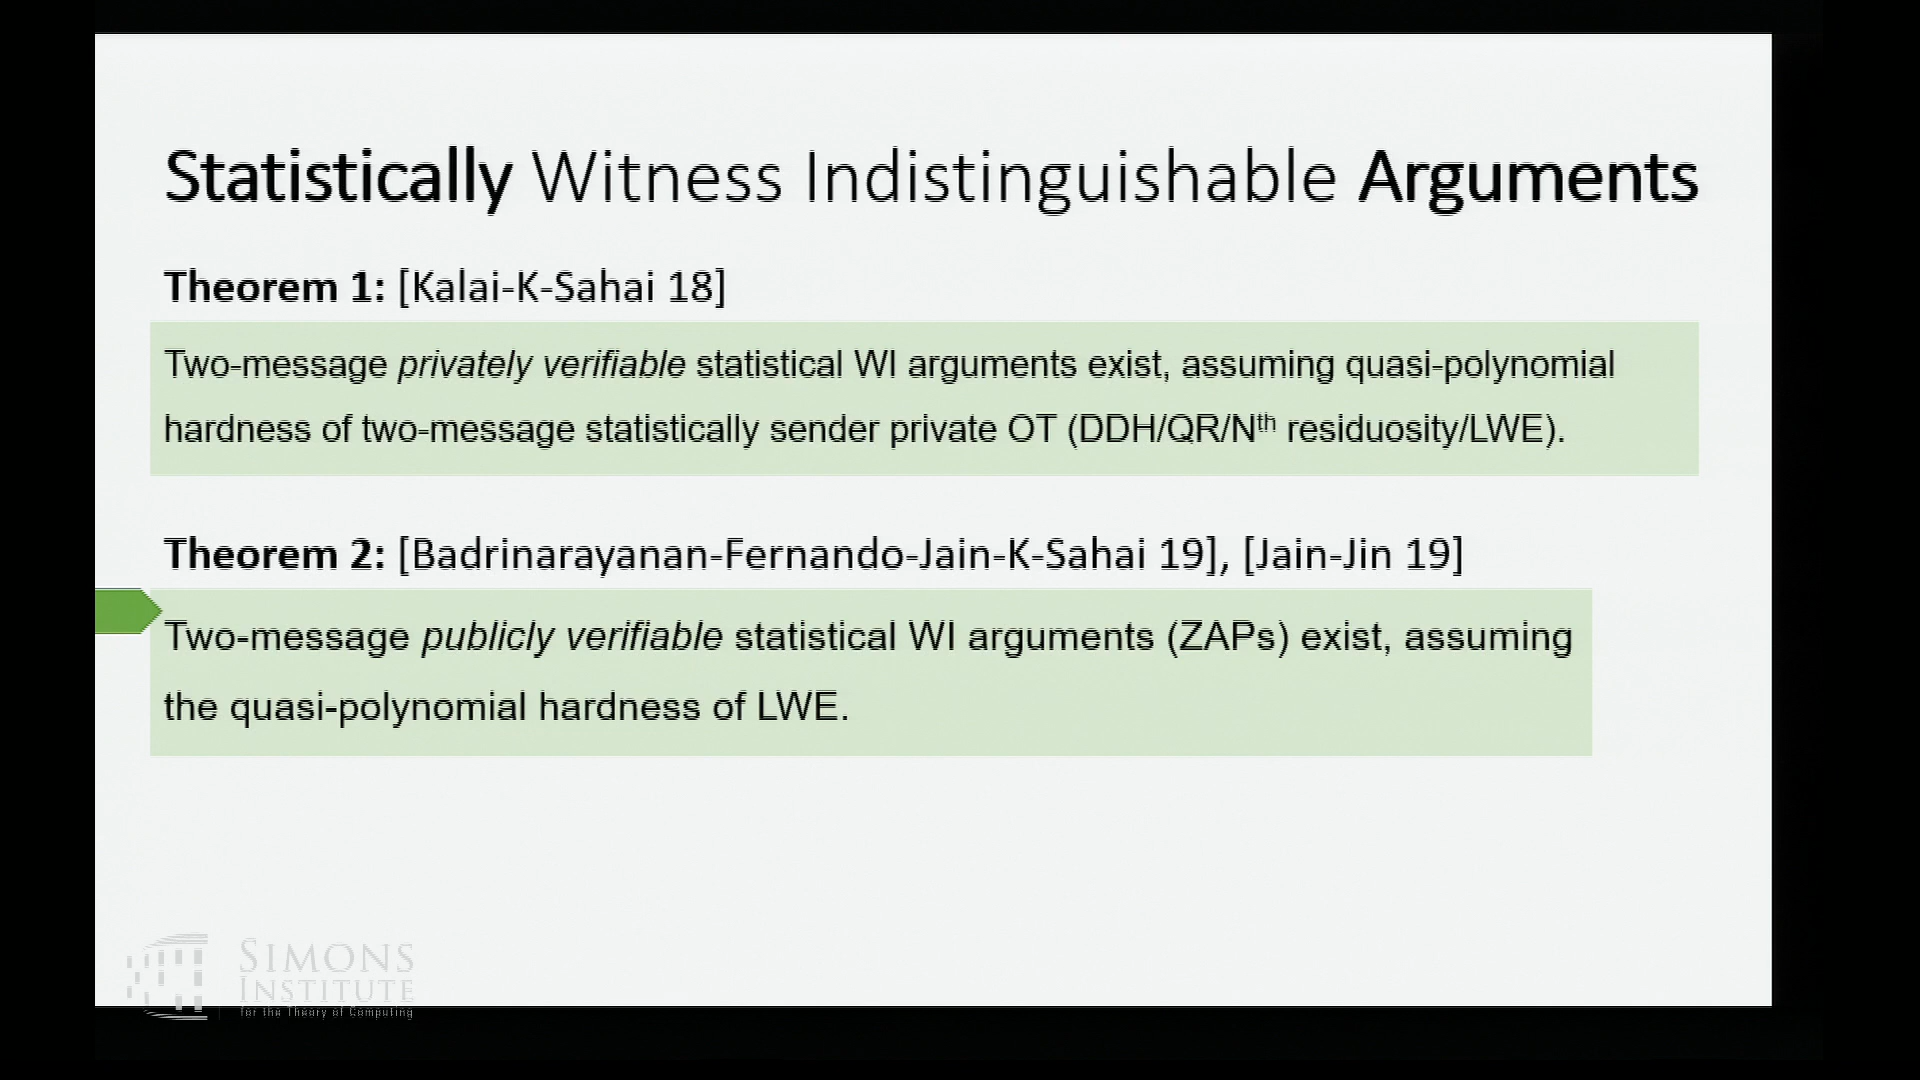 Statistically Witness Indistinguishable Arguments
Theorem 1: [Kalai-K-Sahai 18]
Two-message privately verifiable statistical WI arguments exist, assuming quasi-polynomial
hardness of two-message statistically sender private OT (DDH/QR/Nth residuosity/LWE).
Theorem 2: [Badrinarayanan-Fernando-Jain-K-Sahai 19], [Jain-Jin 19]
Two-message publicly verifiable statistical WI arguments (ZAPs) exist, assuming
the quasi-polynomial hardness of LWE.
SIMONS
INSTITUTE
for the Theory of Computing